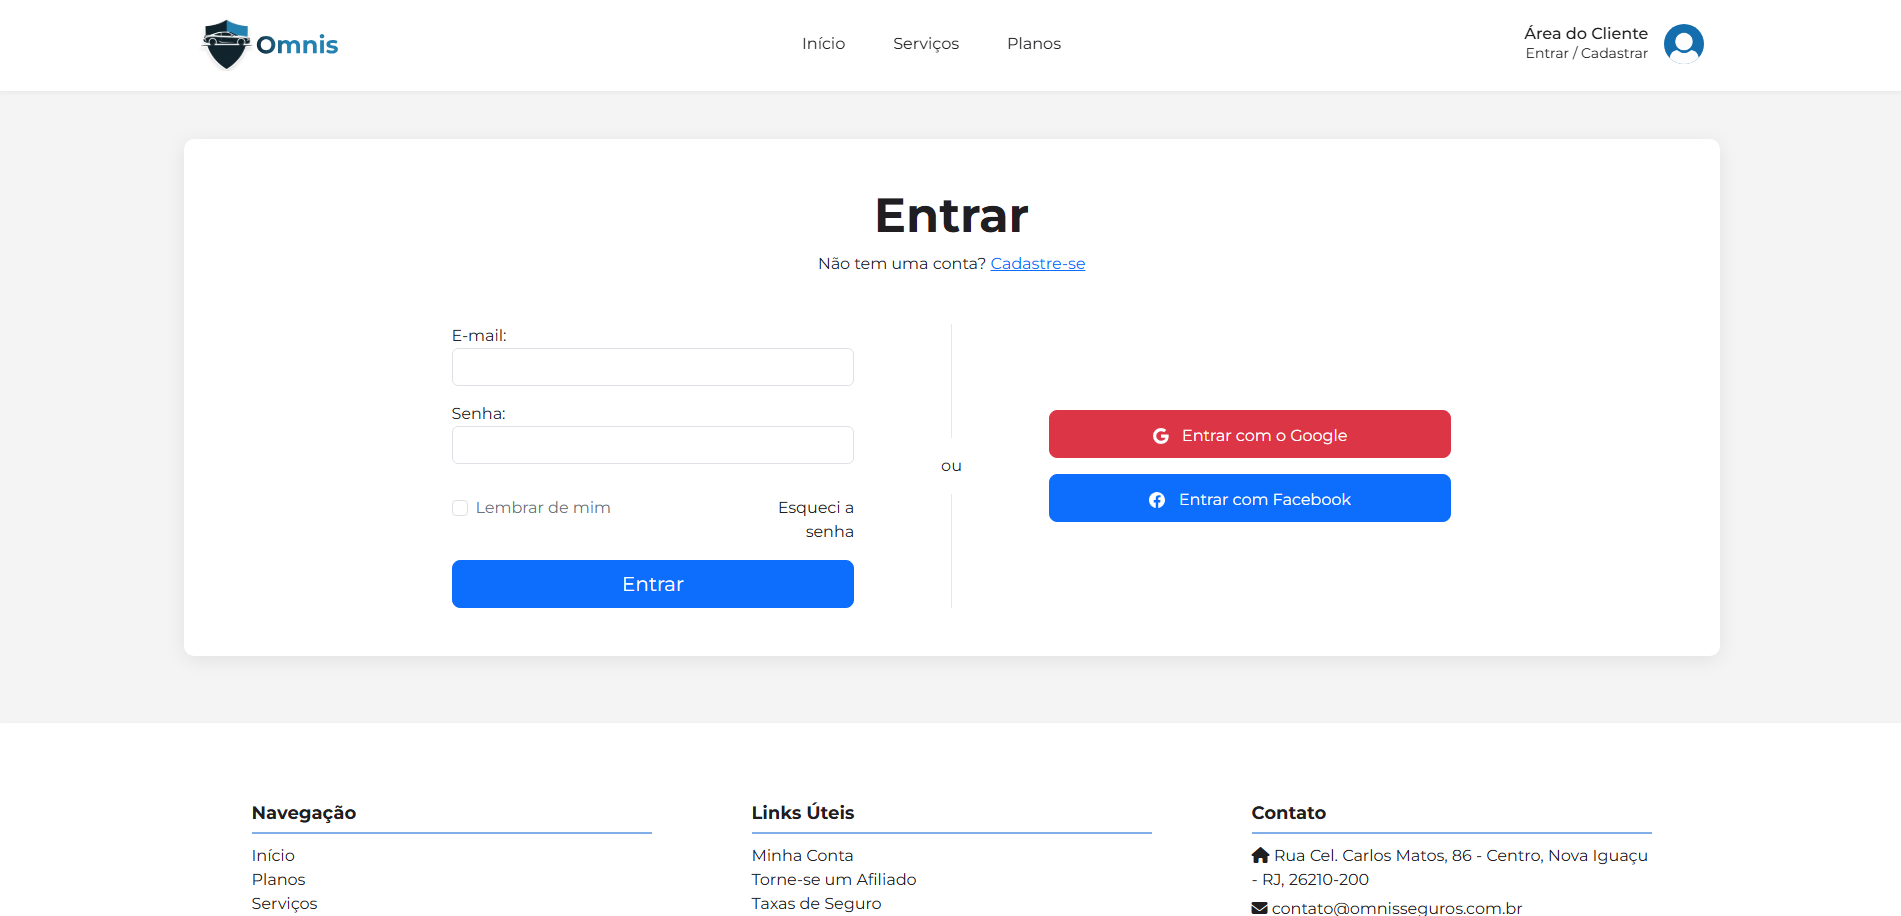 Omnis
Início
Serviços
Planos
Área do Cliente
Entrar / Cadastrar
Entrar
Não tem uma conta? Cadastre-se
E-mail:
Senha:
Lembrar de mim
Esqueci a
senha
Entrar
ou
Entrar com o Google
Entrar com Facebook
Navegação
Início
Planos
Serviços
Links Úteis
Minha Conta
Torne-se um Afiliado
Taxas de Seguro
Contato
Rua Cel. Carlos Matos, 86 - Centro, Nova Iguaçu
- RJ, 26210-200
contato@omnisseguros.com.br